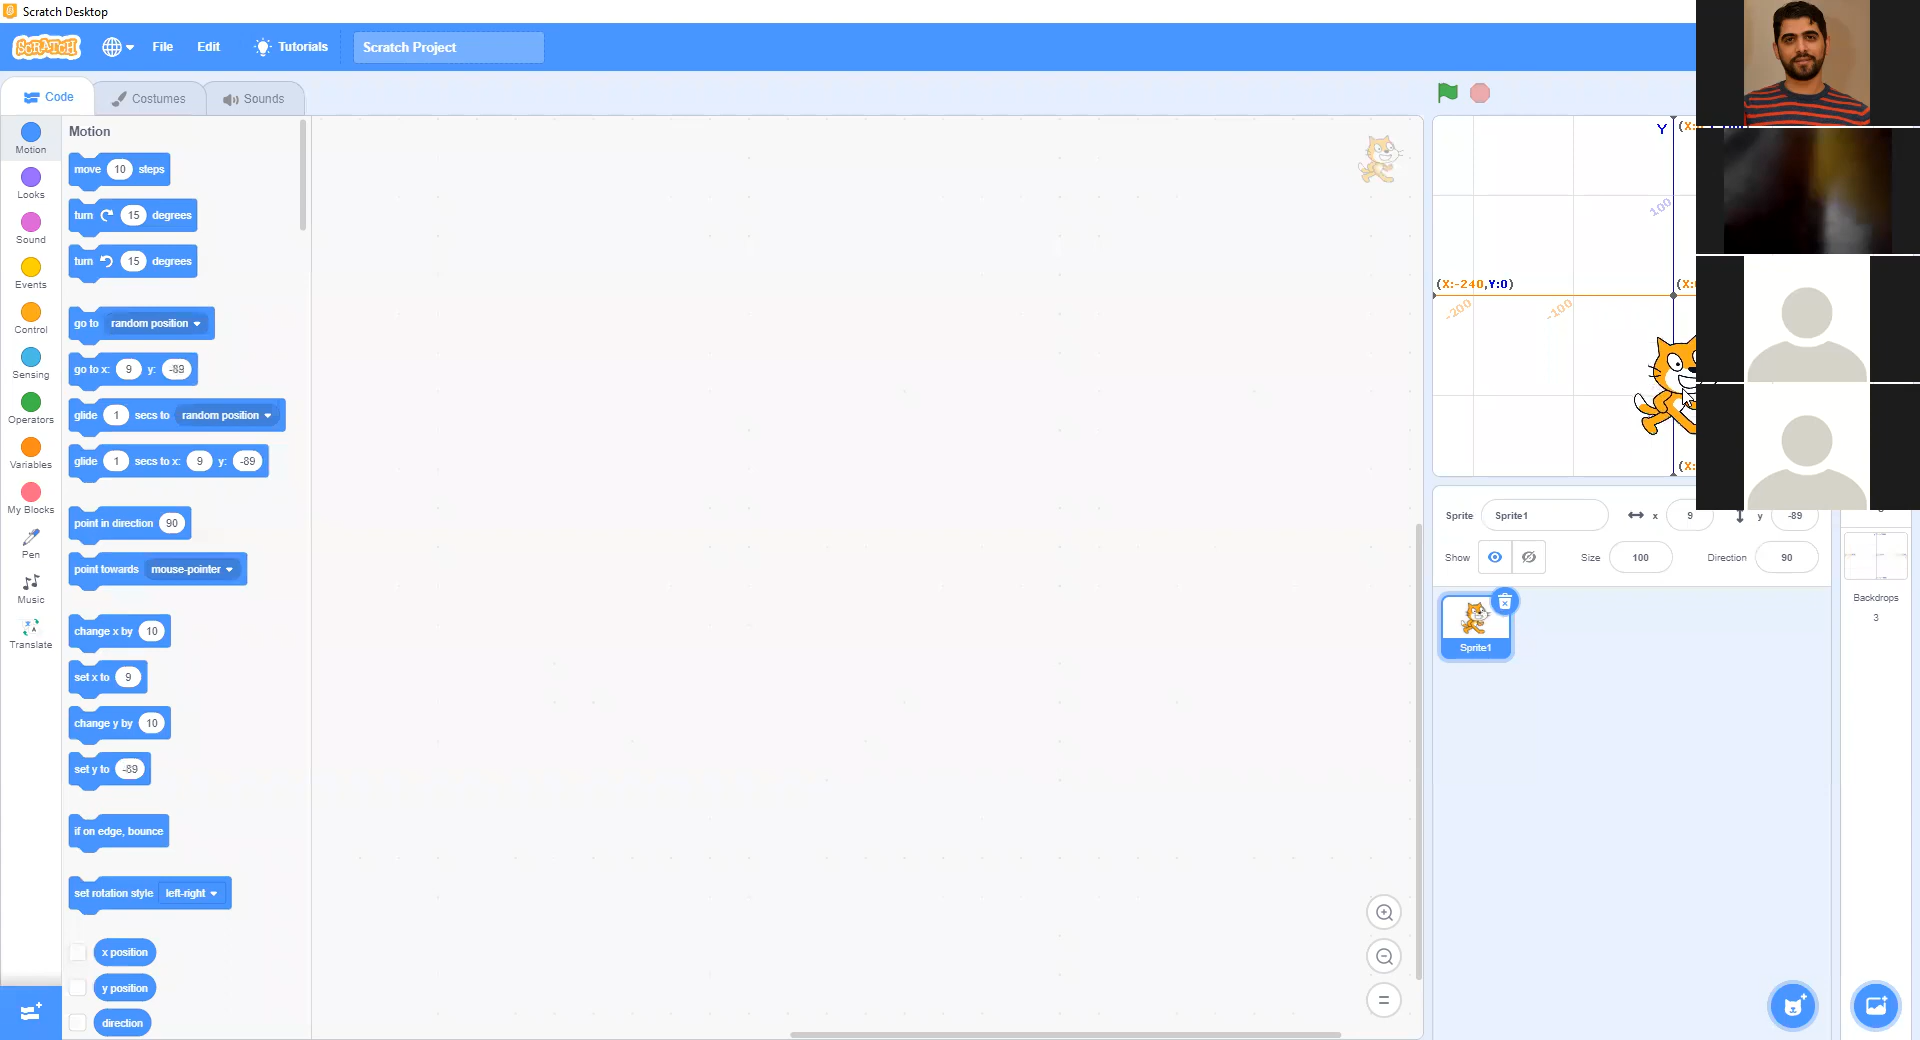 Scratch Desktop
SCRATCH File Edit Tutorials Scratch Project
Code Costumes Sounds
Motion
Looks
Sound
Events
Control
Sensing
Operators
Variables
My Blocks
Pen
Music
Translate
Motion
move 10 steps
turn 15 degrees
turn 15 degrees
go to random position
go to x: 9 y: -89
glide 1 secs to random position
glide 1 secs to x: 9 y: -89
point in direction 90
point towards mouse-pointer
change x by 10
set x to 9
change y by 10
set y to -89
if on edge, bounce
set rotation style left-right
x position
y position
direction
Y (X:
100
(X:-240,Y:0) (X:
-200 -100
(X:
Sprite Sprite1 x 9 y -89
Show Size 100 Direction 90
Sprite1
Backdrops
3